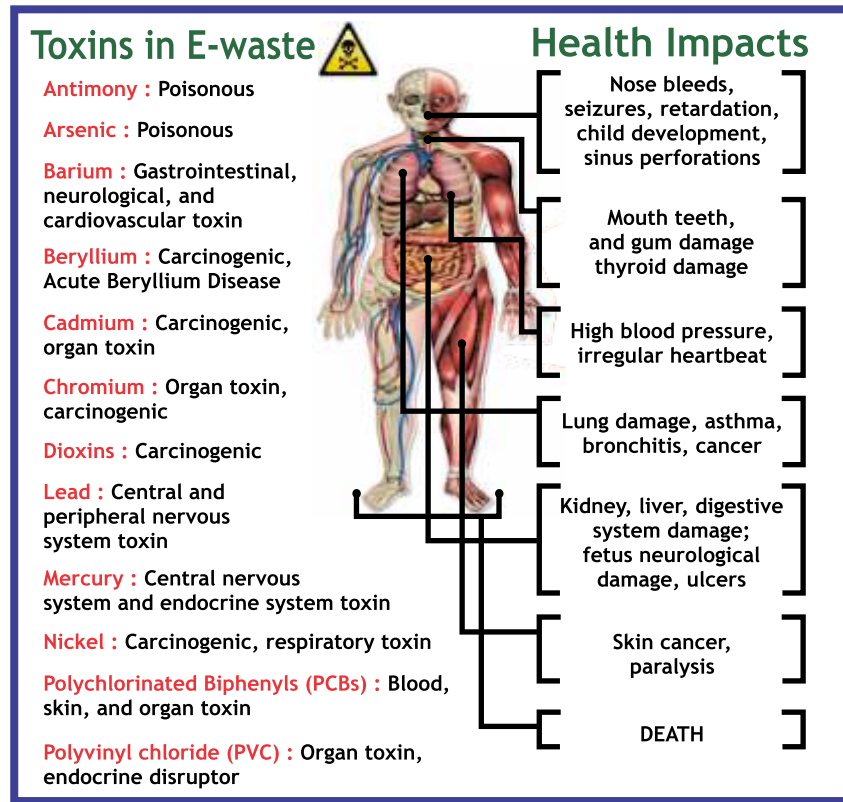 Toxins in E-waste
Antimony : Poisonous
Arsenic : Poisonous
Barium : Gastrointestinal,
neurological, and
cardiovascular toxin
Beryllium : Carcinogenic,
Acute Beryllium Disease
Cadmium : Carcinogenic,
organ toxin
Chromium : Organ toxin,
carcinogenic
Dioxins : Carcinogenic
Lead : Central and
peripheral nervous
system toxin
Mercury : Central nervous
system and endocrine system toxin
Nickel : Carcinogenic, respiratory toxin
Polychlorinated Biphenyls (PCBs) : Blood,
skin, and organ toxin
Polyvinyl chloride (PVC) : Organ toxin,
endocrine disruptor
Health Impacts
Nose bleeds,
seizures, retardation,
child development,
sinus perforations
Mouth teeth,
and gum damage
thyroid damage
High blood pressure,
irregular heartbeat
Lung damage, asthma,
bronchitis, cancer
Kidney, liver, digestive
system damage;
fetus neurological
damage, ulcers
Skin cancer,
paralysis
DEATH